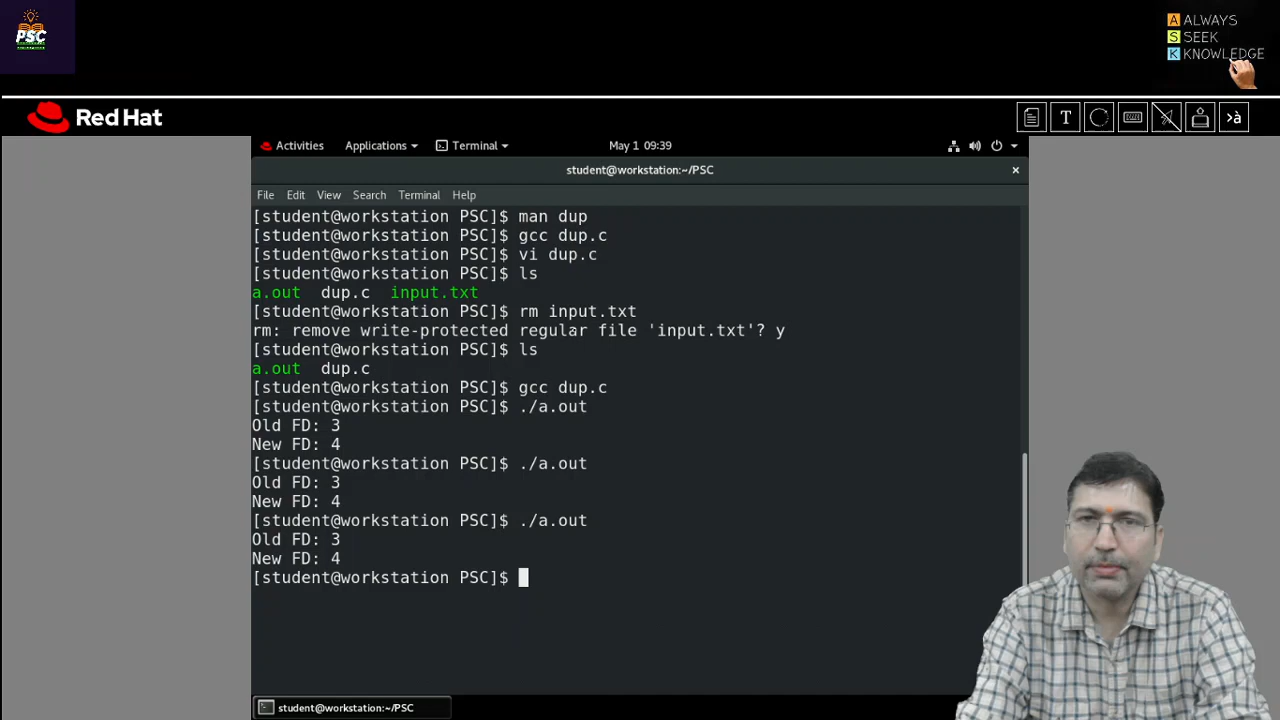 PSC
A ALWAYS
S SEEK
K KNOWLEDGE
Red Hat
T
>à
Activities Applications Terminal May 1 09:39
student@workstation:~/PSC ×
File Edit View Search Terminal Help
[student@workstation PSC]$ man dup
[student@workstation PSC]$ gcc dup.c
[student@workstation PSC]$ vi dup.c
[student@workstation PSC]$ ls
a.out dup.c input.txt
[student@workstation PSC]$ rm input.txt
rm: remove write-protected regular file 'input.txt'? y
[student@workstation PSC]$ ls
a.out dup.c
[student@workstation PSC]$ gcc dup.c
[student@workstation PSC]$ ./a.out
Old FD: 3
New FD: 4
[student@workstation PSC]$ ./a.out
Old FD: 3
New FD: 4
[student@workstation PSC]$ ./a.out
Old FD: 3
New FD: 4
[student@workstation PSC]$
student@workstation:~/PSC